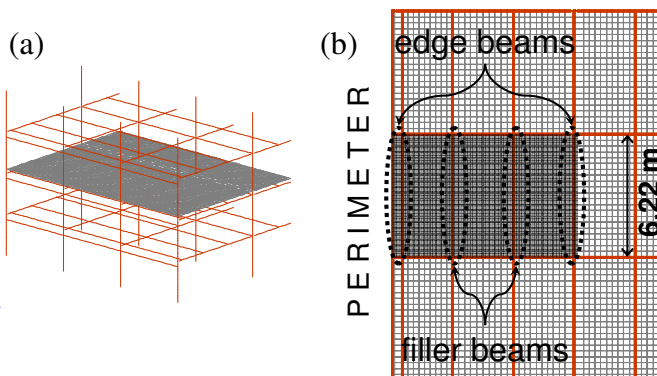 (a)
(b)
edge beams
PERIMETER
6.22 m
filler beams